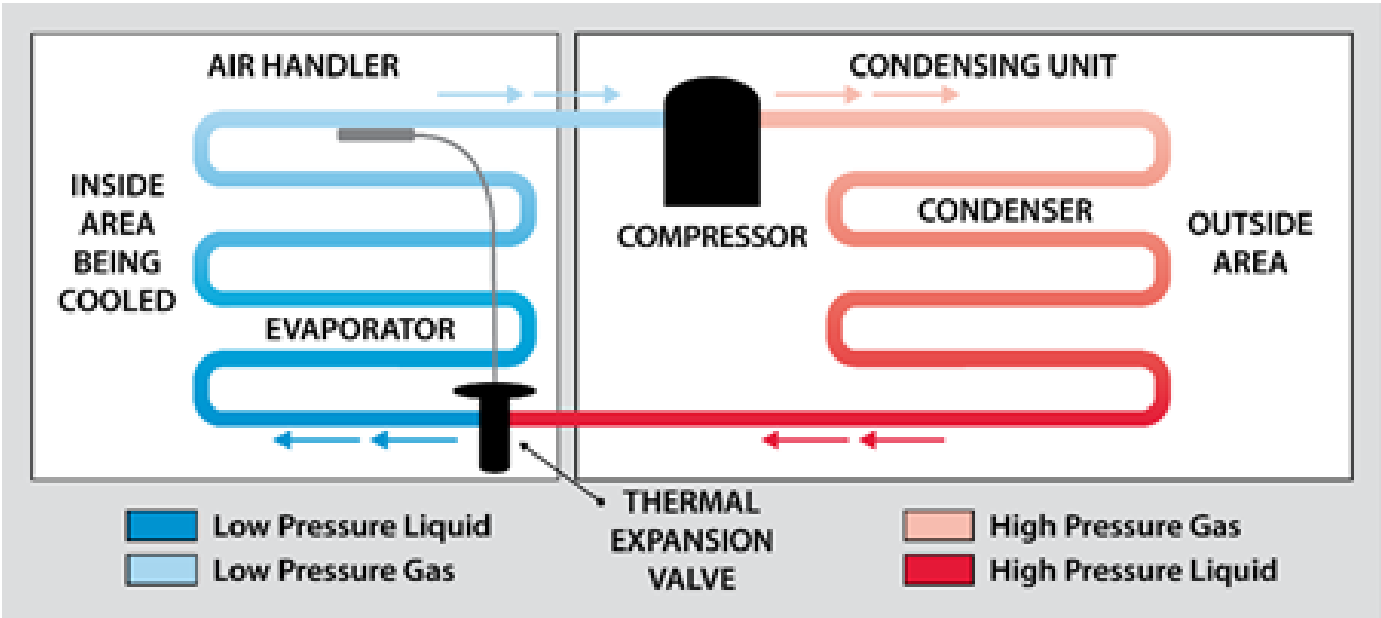 AIR HANDLER
CONDENSING UNIT
INSIDE
AREA
BEING
COOLED
EVAPORATOR
COMPRESSOR
CONDENSER
OUTSIDE
AREA
THERMAL
EXPANSION
VALVE
Low Pressure Liquid
Low Pressure Gas
High Pressure Gas
High Pressure Liquid